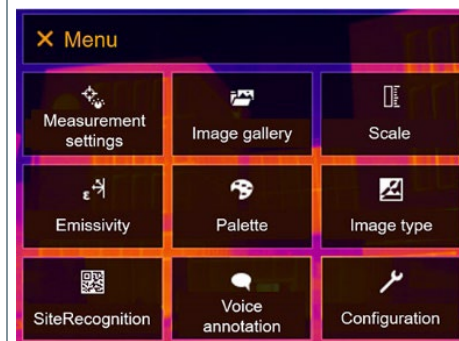 Menu
Measurement
settings
Image gallery
Scale
ε
Emissivity
Palette
Image type
SiteRecognition
Voice
annotation
Configuration